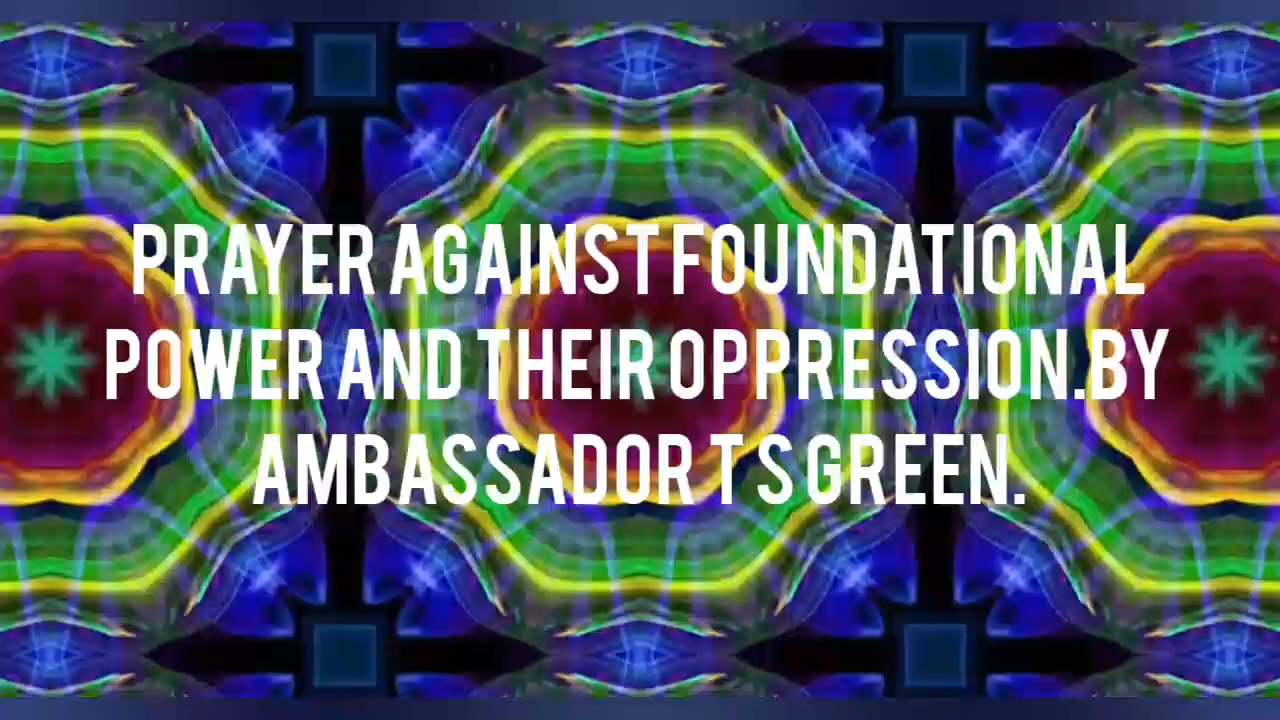 PRAYER AGAINST FOUNDATIONAL
POWER AND THEIR OPPRESSION.BY
AMBASSADOR T S GREEN.